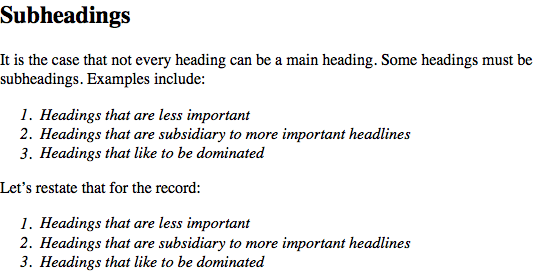 Subheadings
It is the case that not every heading can be a main heading. Some headings must be
subheadings. Examples include:
1. Headings that are less important
2. Headings that are subsidiary to more important headlines
3. Headings that like to be dominated
Let’s restate that for the record:
1. Headings that are less important
2. Headings that are subsidiary to more important headlines
3. Headings that like to be dominated